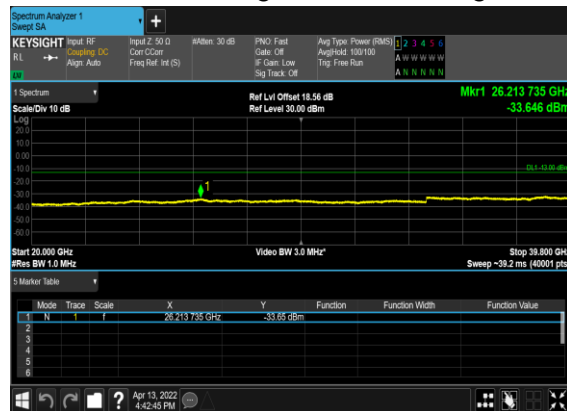 Spectrum Analyzer 1
Swept SA
+
KEYSIGHT Input: RF Input Z: 50 Ω #Atten: 30 dB PNO: Fast Avg Type: Power (RMS) 1 2 3 4 5 6
RL Coupling: DC Corr CCorr Gate: Off Avg|Hold: 100/100 A W W W W W
Align: Auto Freq Ref: Int (S) IF Gain: Low Trig: Free Run
Sig Track: Off A N N N N N
1 Spectrum Ref Lvl Offset 18.56 dB Mkr1 26.213 735 GHz
Scale/Div 10 dB Ref Level 30.00 dBm -33.646 dBm
Log
20.0
10.0
0.00
-10.0
DL1 -13.00 dBm
-20.0
1
-30.0
-40.0
-50.0
-60.0
Start 20.000 GHz Video BW 3.0 MHz* Stop 39.800 GHz
#Res BW 1.0 MHz Sweep ~39.2 ms (40001 pts)
5 Marker Table
Mode Trace Scale X Y Function Function Width Function Value
1 N 1 f 26.213 735 GHz -33.65 dBm
2
3
4
5
6
? Apr 13, 2022
4:42:45 PM